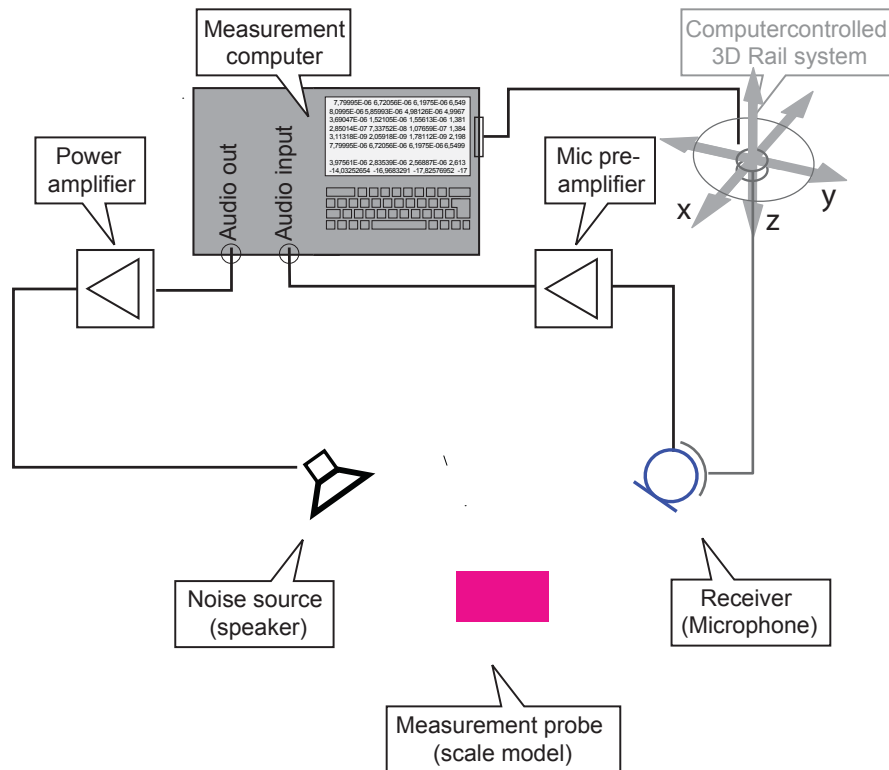 Measurement
computer
Computercontrolled
3D Rail system
Power
amplifier
Audio out
Audio input
7,79995E-06 6,72056E-06 6,1975E-06 6,549
8,0995E-06 5,85993E-06 4,98126E-06 4,9967
3,69047E-06 1,52105E-06 1,55613E-06 1,381
2,85014E-07 7,33752E-08 1,07659E-07 1,384
3,11318E-09 2,05918E-09 1,78112E-09 2,198
7,79995E-06 6,72056E-06 6,1975E-06 6,5499
3,97561E-06 2,83539E-06 2,56887E-06 2,613
-14,03252654 -16,9683291 -17,82576952 -17
Mic pre-
amplifier
x
z
y
Noise source
(speaker)
Receiver
(Microphone)
Measurement probe
(scale model)